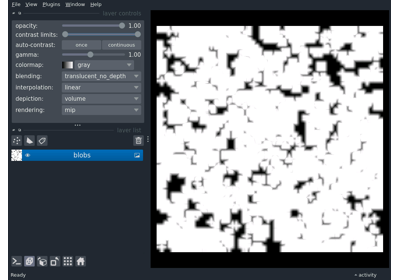 File View Plugins Window Help
layer controls
opacity: 1.00
contrast limits:
auto-contrast: once continuous
gamma: 1.00
colormap: gray
blending: translucent_no_depth
interpolation: linear
depiction: volume
rendering: mip
layer list
blobs
Ready activity